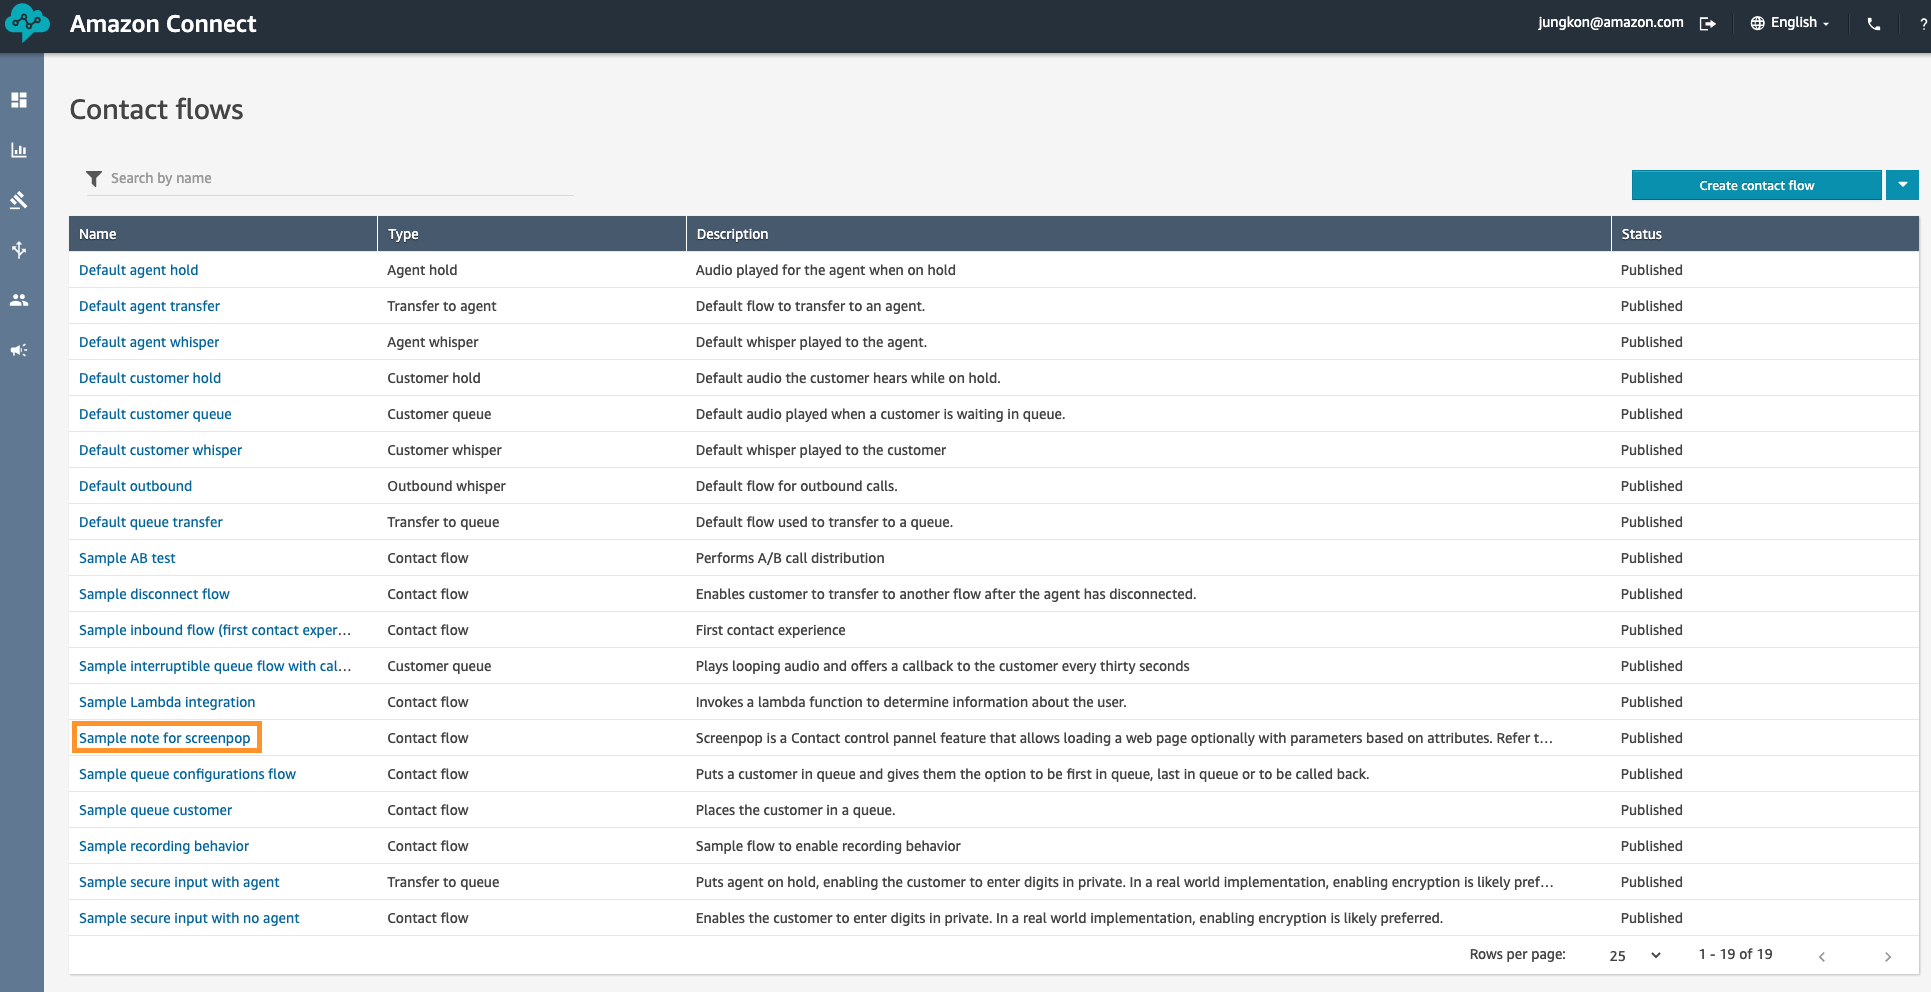 Amazon Connect
jungkon@amazon.com English ?
Contact flows
Search by name
Create contact flow
Name Type Description Status
Default agent hold Agent hold Audio played for the agent when on hold Published
Default agent transfer Transfer to agent Default flow to transfer to an agent. Published
Default agent whisper Agent whisper Default whisper played to the agent. Published
Default customer hold Customer hold Default audio the customer hears while on hold. Published
Default customer queue Customer queue Default audio played when a customer is waiting in queue. Published
Default customer whisper Customer whisper Default whisper played to the customer Published
Default outbound Outbound whisper Default flow for outbound calls. Published
Default queue transfer Transfer to queue Default flow used to transfer to a queue. Published
Sample AB test Contact flow Performs A/B call distribution Published
Sample disconnect flow Contact flow Enables customer to transfer to another flow after the agent has disconnected. Published
Sample inbound flow (first contact exper... Contact flow First contact experience Published
Sample interruptible queue flow with cal... Customer queue Plays looping audio and offers a callback to the customer every thirty seconds Published
Sample Lambda integration Contact flow Invokes a lambda function to determine information about the user. Published
Sample note for screenpop Contact flow Screenpop is a Contact control pannel feature that allows loading a web page optionally with parameters based on attributes. Refer t... Published
Sample queue configurations flow Contact flow Puts a customer in queue and gives them the option to be first in queue, last in queue or to be called back. Published
Sample queue customer Contact flow Places the customer in a queue. Published
Sample recording behavior Contact flow Sample flow to enable recording behavior Published
Sample secure input with agent Transfer to queue Puts agent on hold, enabling the customer to enter digits in private. In a real world implementation, enabling encryption is likely pref... Published
Sample secure input with no agent Contact flow Enables the customer to enter digits in private. In a real world implementation, enabling encryption is likely preferred. Published
Rows per page: 25 1 - 19 of 19